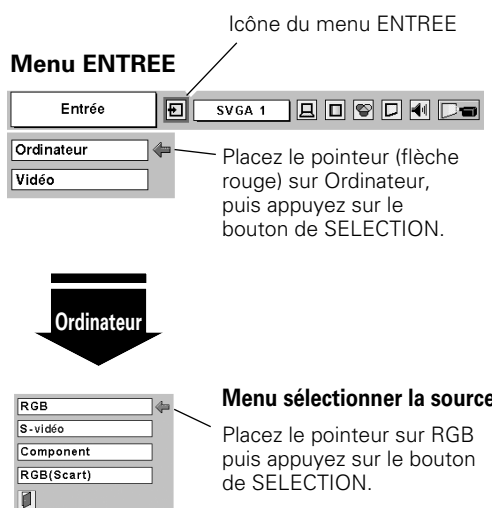 Icône du menu ENTREE
Menu ENTREE
Entrée
SVGA 1
Ordinateur
Vidéo
Placez le pointeur (flèche
rouge) sur Ordinateur,
puis appuyez sur le
bouton de SELECTION.
Ordinateur
RGB
S-vidéo
Component
RGB(Scart)
Menu sélectionner la source
Placez le pointeur sur RGB
puis appuyez sur le bouton
de SELECTION.